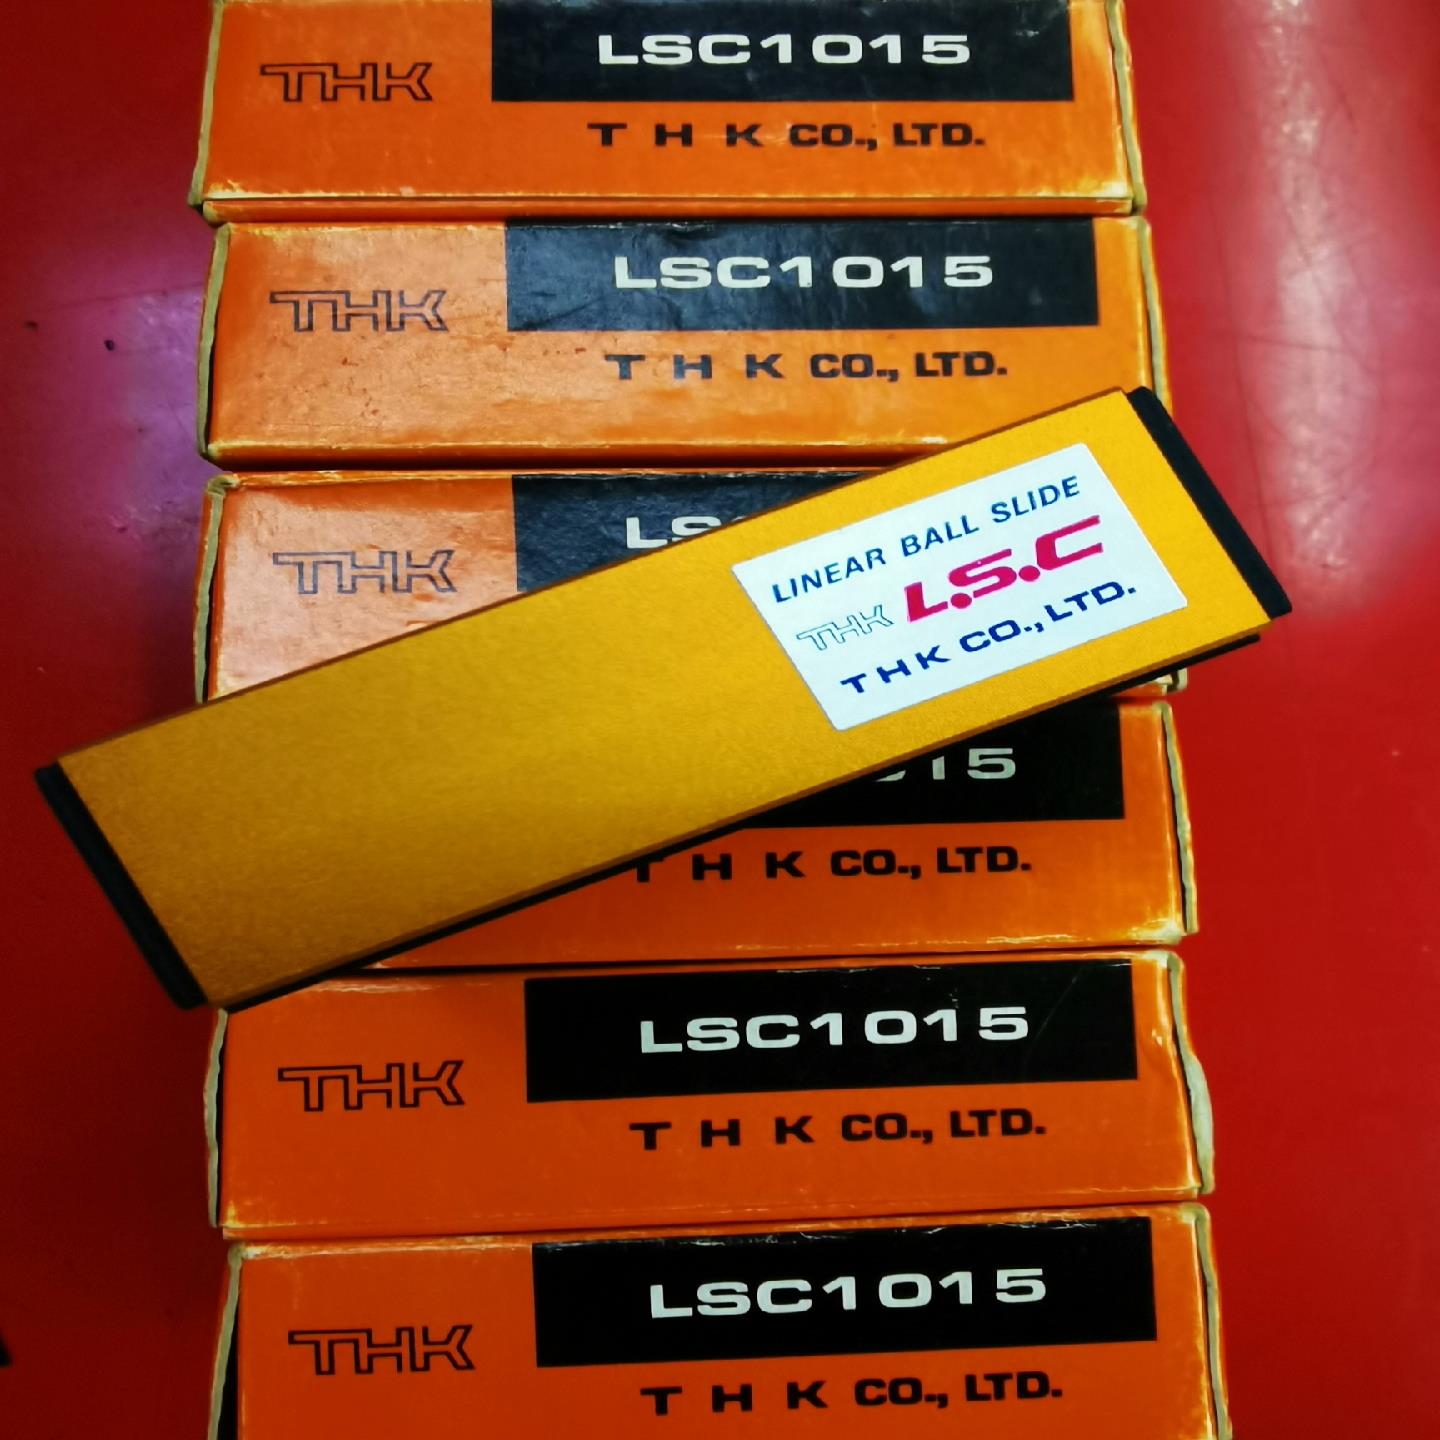 THK
LSC1015
T H K CO., LTD.
THK
LSC1015
T H K CO., LTD.
THK
LINEAR BALL SLIDE
THK L.S.C
THK CO., LTD.
H K CO., LTD.
THK
LSC1015
T H K CO., LTD.
THK
LSC1015
T H K CO., LTD.